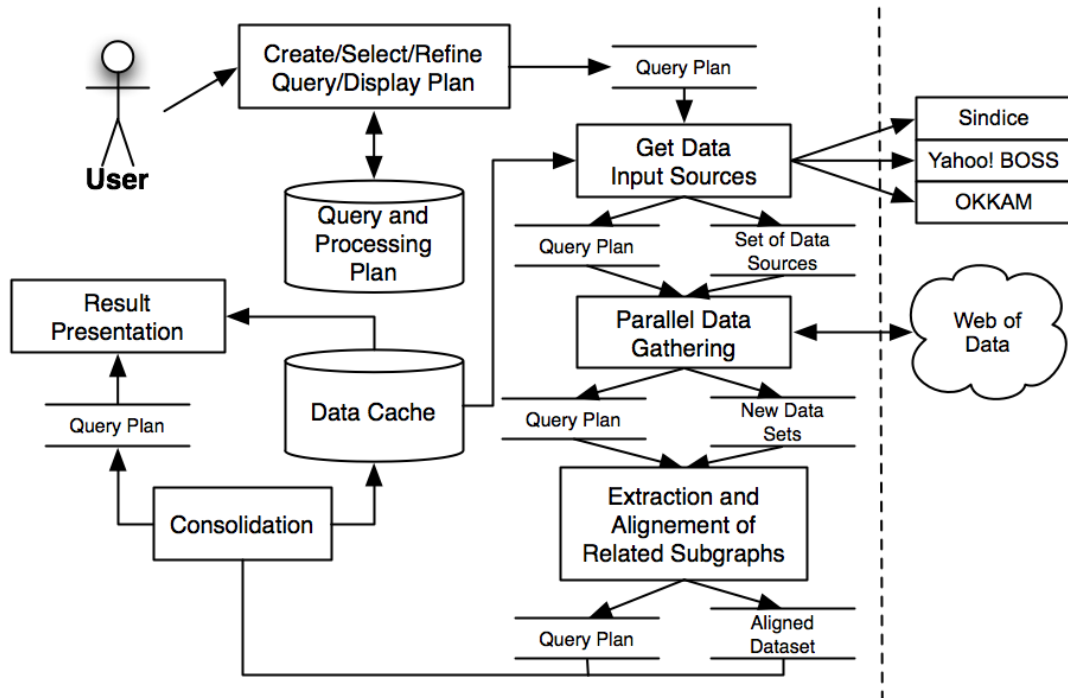 Create/Select/Refine
Query/Display Plan
Query Plan
User
Sindice
Yahoo! BOSS
OKKAM
Get Data
Input Sources
Query and
Processing
Plan
Query Plan
Set of Data
Sources
Result
Presentation
Parallel Data
Gathering
Web of
Data
Data Cache
Query Plan
Query Plan
New Data
Sets
Consolidation
Extraction and
Alignement of
Related Subgraphs
Query Plan
Aligned
Dataset